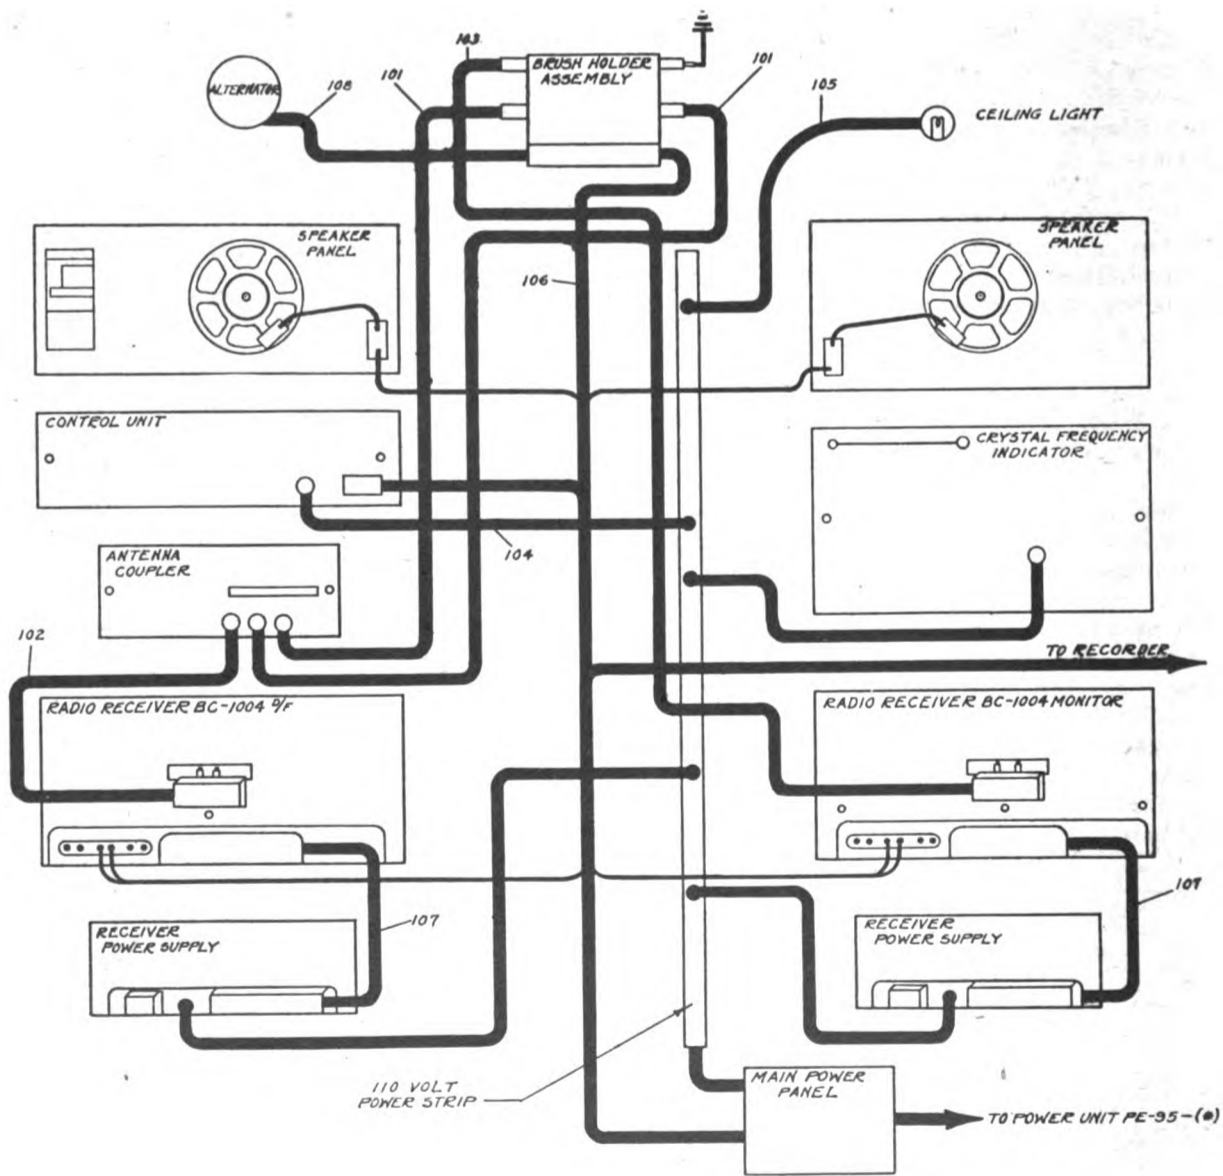 103
BRUSH HOLDER
ASSEMBLY
101
101
108
ALTERNATOR
105
CEILING LIGHT
SPEAKER
PANEL
SPEAKER
PANEL
106
CONTROL UNIT
CRYSTAL FREQUENCY
INDICATOR
104
ANTENNA
COUPLER
102
TO RECORDER
RADIO RECEIVER BC-1004 D/F
RADIO RECEIVER BC-1004 MONITOR
107
107
RECEIVER
POWER SUPPLY
RECEIVER
POWER SUPPLY
110 VOLT
POWER STRIP
MAIN POWER
PANEL
TO POWER UNIT PE-95-(*)